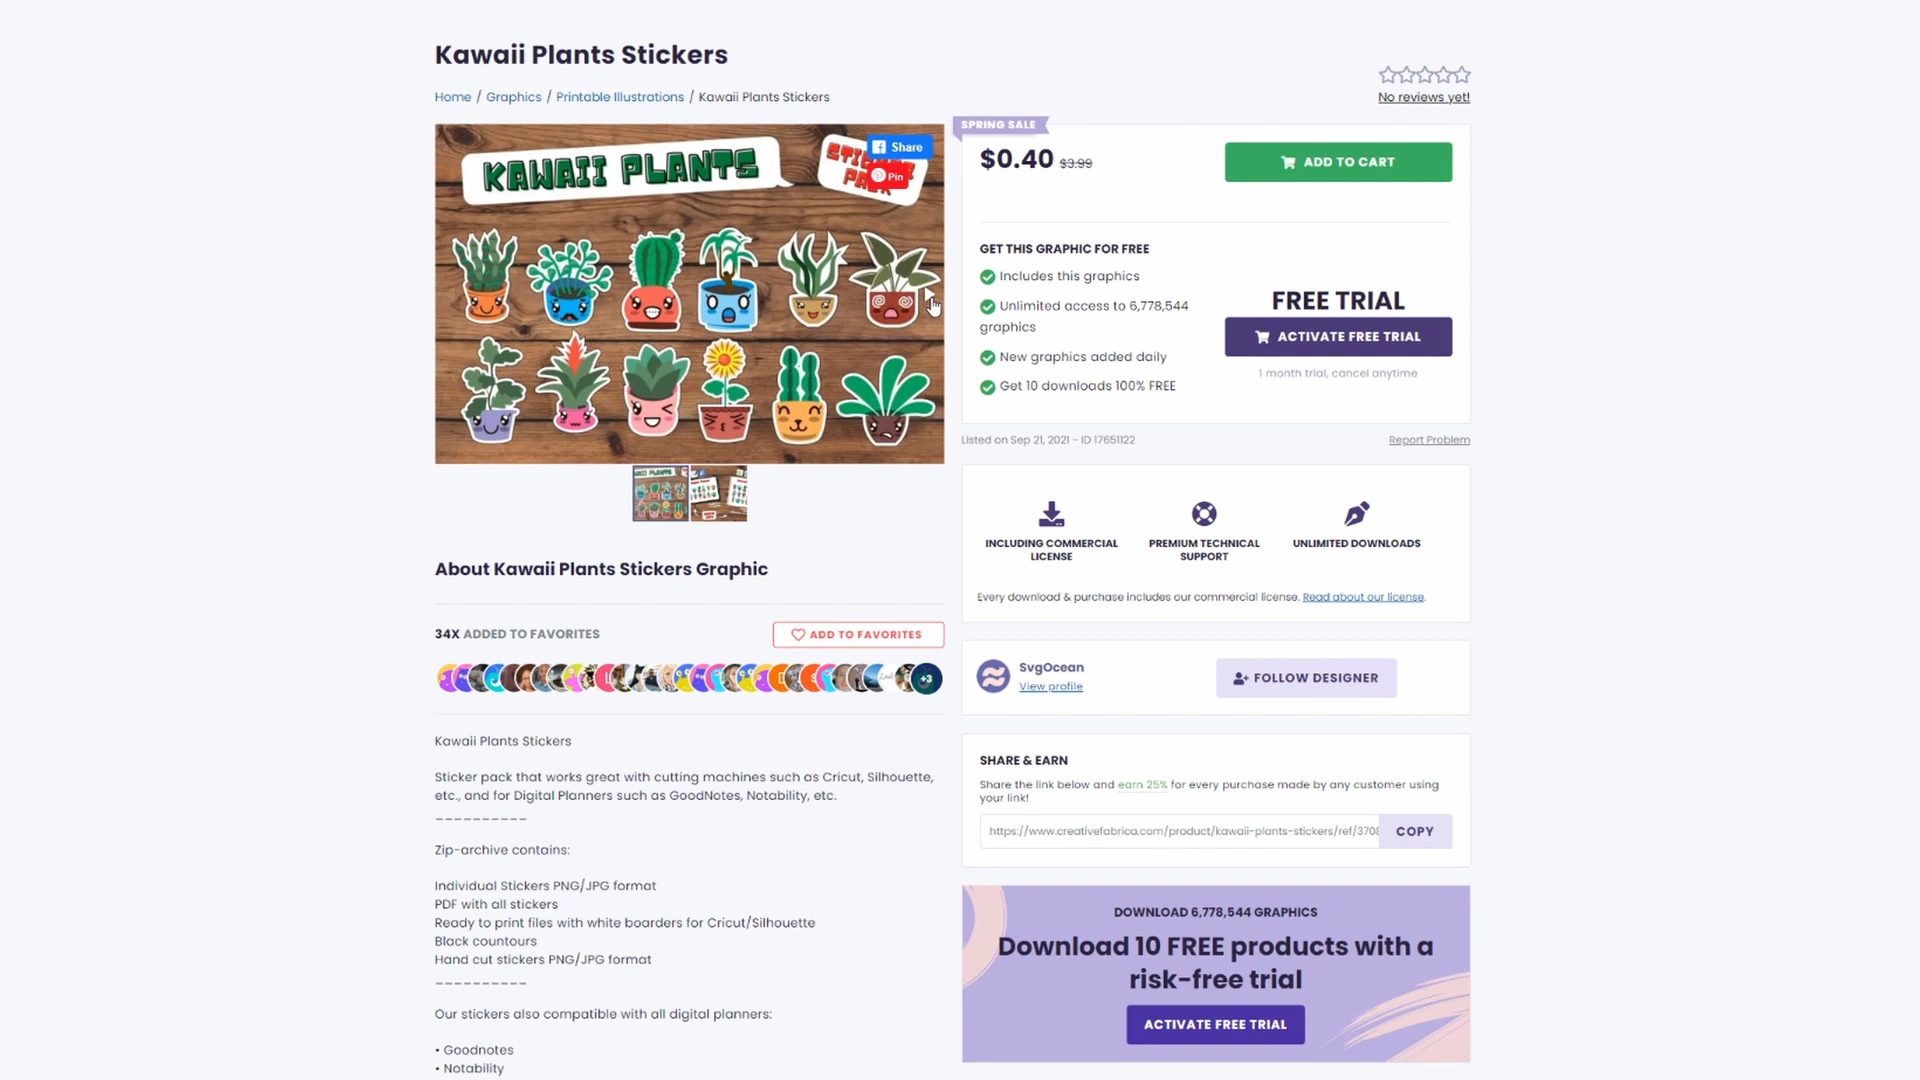 Kawaii Plants Stickers
Home / Graphics / Printable Illustrations / Kawaii Plants Stickers
No reviews yet!
KAWAII PLANTS
Share
Pin
SPRING SALE
$0.40 $3.99
ADD TO CART
GET THIS GRAPHIC FOR FREE
Includes this graphics
Unlimited access to 6,778,544
graphics
New graphics added daily
Get 10 downloads 100% FREE
FREE TRIAL
ACTIVATE FREE TRIAL
1 month trial, cancel anytime
Listed on Sep 21, 2021 - ID 17651122
Report Problem
INCLUDING COMMERCIAL
LICENSE
PREMIUM TECHNICAL
SUPPORT
UNLIMITED DOWNLOADS
Every download & purchase includes our commercial license. Read about our license.
About Kawaii Plants Stickers Graphic
34X ADDED TO FAVORITES
ADD TO FAVORITES
+3
SvgOcean
View profile
FOLLOW DESIGNER
Kawaii Plants Stickers
Sticker pack that works great with cutting machines such as Cricut, Silhouette,
etc., and for Digital Planners such as GoodNotes, Notability, etc.
----------
Zip-archive contains:
Individual Stickers PNG/JPG format
PDF with all stickers
Ready to print files with white boarders for Cricut/Silhouette
Black countours
Hand cut stickers PNG/JPG format
----------
Our stickers also compatible with all digital planners:
• Goodnotes
• Notability
SHARE & EARN
Share the link below and earn 25% for every purchase made by any customer using
your link!
https://www.creativefabrica.com/product/kawaii-plants-stickers/ref/3708
COPY
DOWNLOAD 6,778,544 GRAPHICS
Download 10 FREE products with a
risk-free trial
ACTIVATE FREE TRIAL